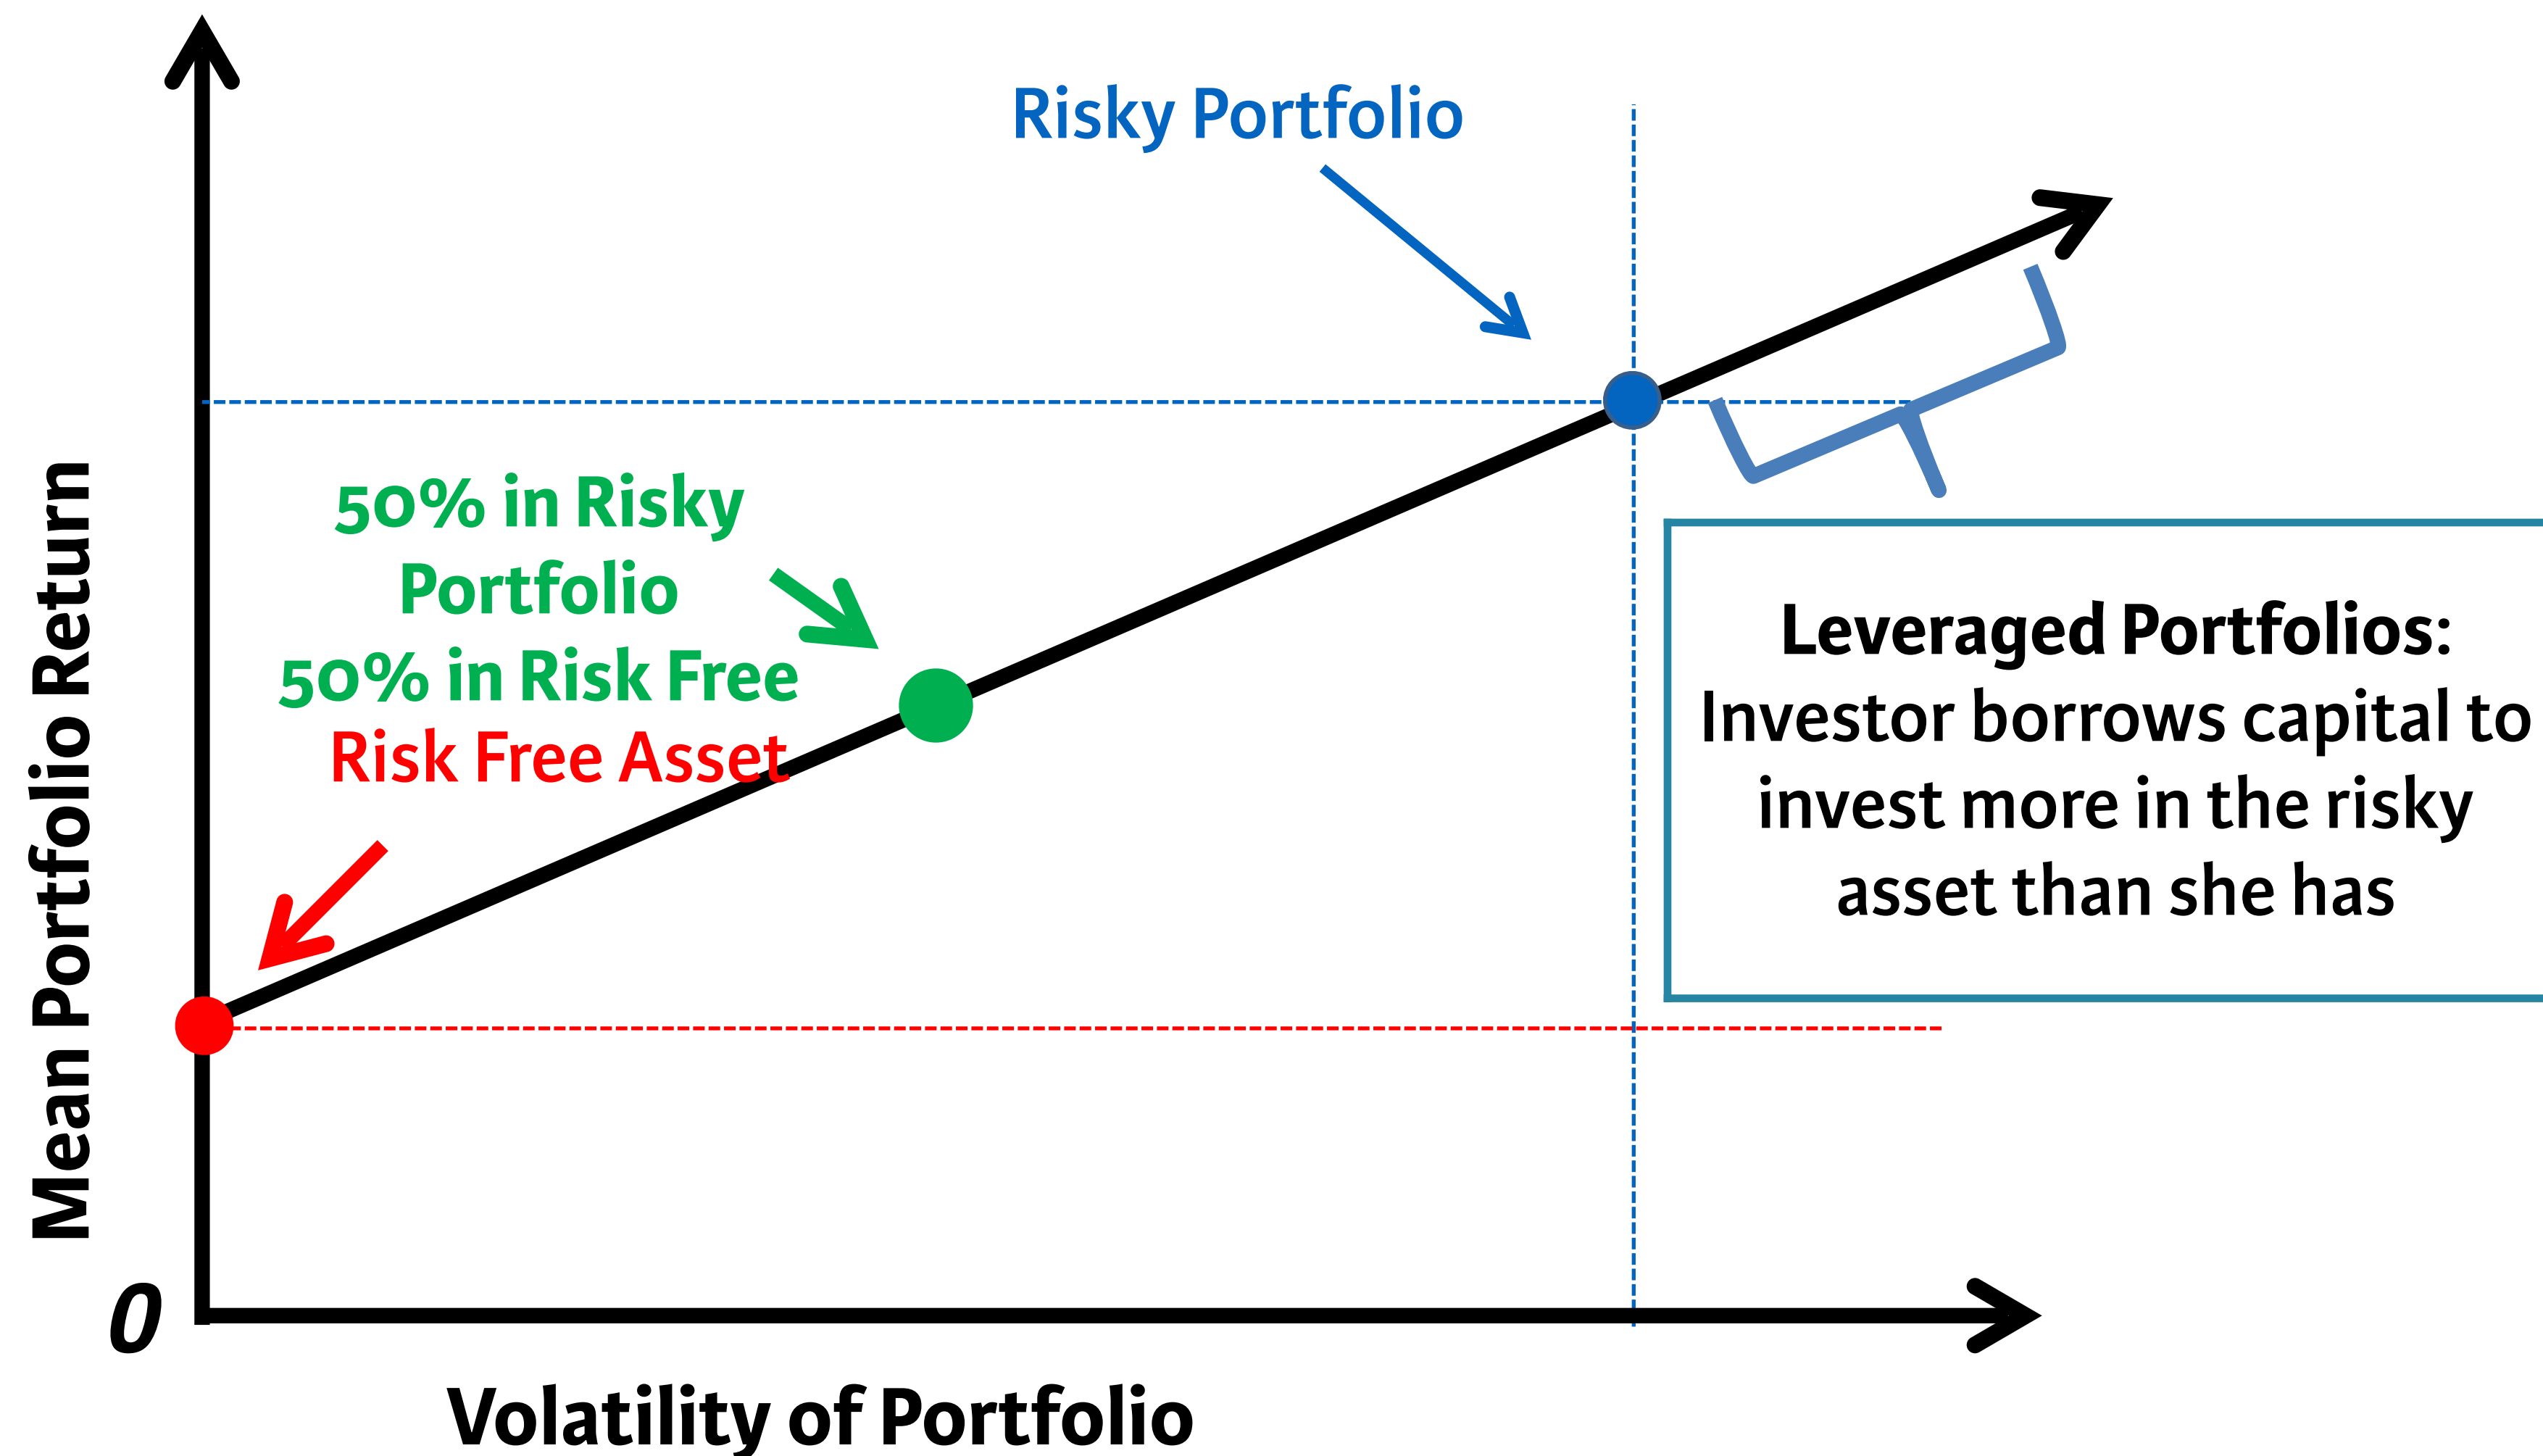 Risky Portfolio
50% in Risky
Portfolio
50% in Risk Free
Risk Free Asset
Leveraged Portfolios:
Investor borrows capital to
invest more in the risky
asset than she has
Mean Portfolio Return
0
Volatility of Portfolio